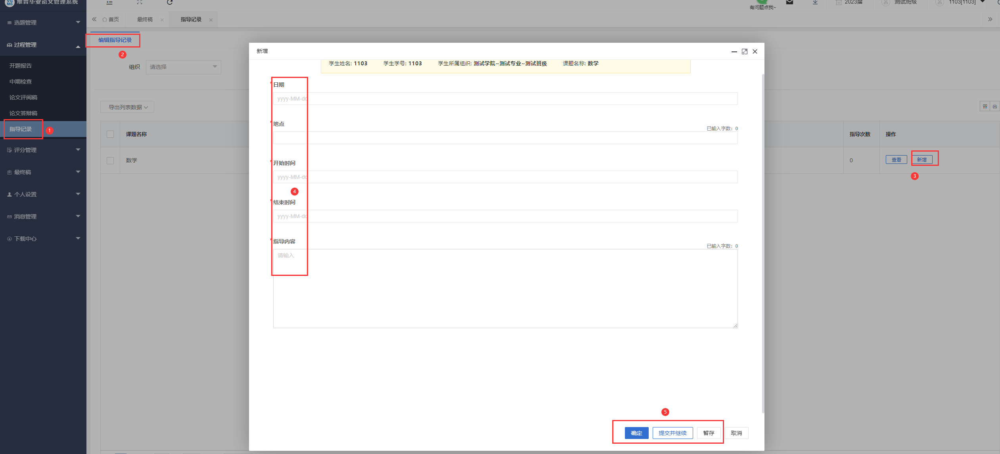 VG
MS
维普毕业论文管理系统
有问题点我~
2023届
测试班级
1103[1103]
首页
最终稿
指导记录
选题管理
过程管理
开题报告
中期检查
论文评阅稿
论文答辩稿
指导记录
1
评分管理
最终稿
个人设置
消息管理
下载中心
编辑指导记录
2
组织
请选择
导出列表数据
课题名称
指导次数
操作
数学
0
查看
新增
3
新增
学生姓名: 1103
学生学号: 1103
学生所属组织: 测试学院~测试专业~测试班级
课题名称: 数学
*日期
yyyy-MM-dd
*地点
已输入字数：0
*开始时间
yyyy-MM-dd
4
*结束时间
yyyy-MM-dd
*指导内容
已输入字数：0
请输入
5
确定
提交并继续
暂存
取消